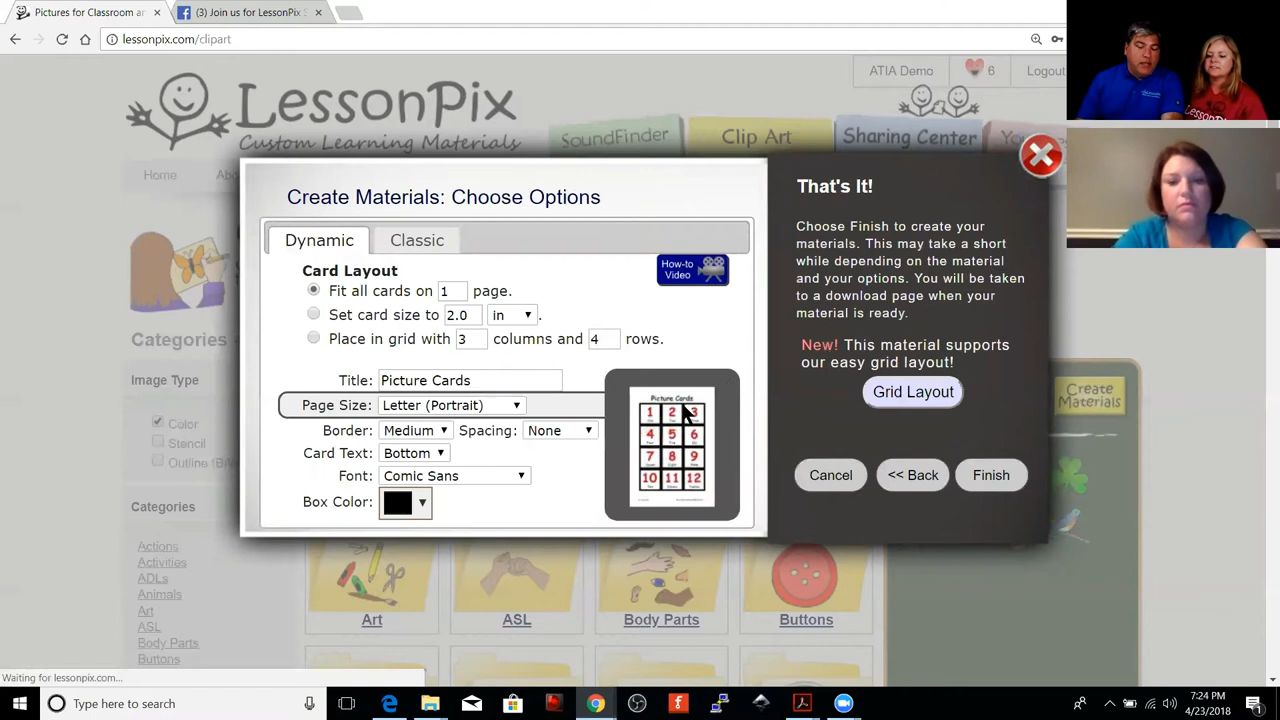 Pictures for Classroom an
(3) Join us for LessonPix S
lessonpix.com/clipart
LessonPix
Custom Learning Materials
ATIA Demo
6
Logout
SoundFinder
Clip Art
Sharing Center
Home
Create Materials: Choose Options
Dynamic
Classic
Card Layout
How-to
Video
Fit all cards on 1 page.
Set card size to 2.0 in .
Place in grid with 3 columns and 4 rows.
Title: Picture Cards
Page Size: Letter (Portrait)
Border: Medium Spacing: None
Card Text: Bottom
Font: Comic Sans
Box Color:
Picture Cards
1 2 3
4 5 6
7 8 9
10 11 12
That's It!
Choose Finish to create your
materials. This may take a short
while depending on the material
and your options. You will be taken
to a download page when your
material is ready.
New! This material supports
our easy grid layout!
Grid Layout
Cancel
<< Back
Finish
Categories
Image Type
Color
Stencil
Categories
Actions
Activities
ADLs
Animals
Art
ASL
Body Parts
Buttons
Art
ASL
Body Parts
Buttons
Create
Materials
LessonPix
Waiting for lessonpix.com...
Type here to search
7:24 PM
4/23/2018